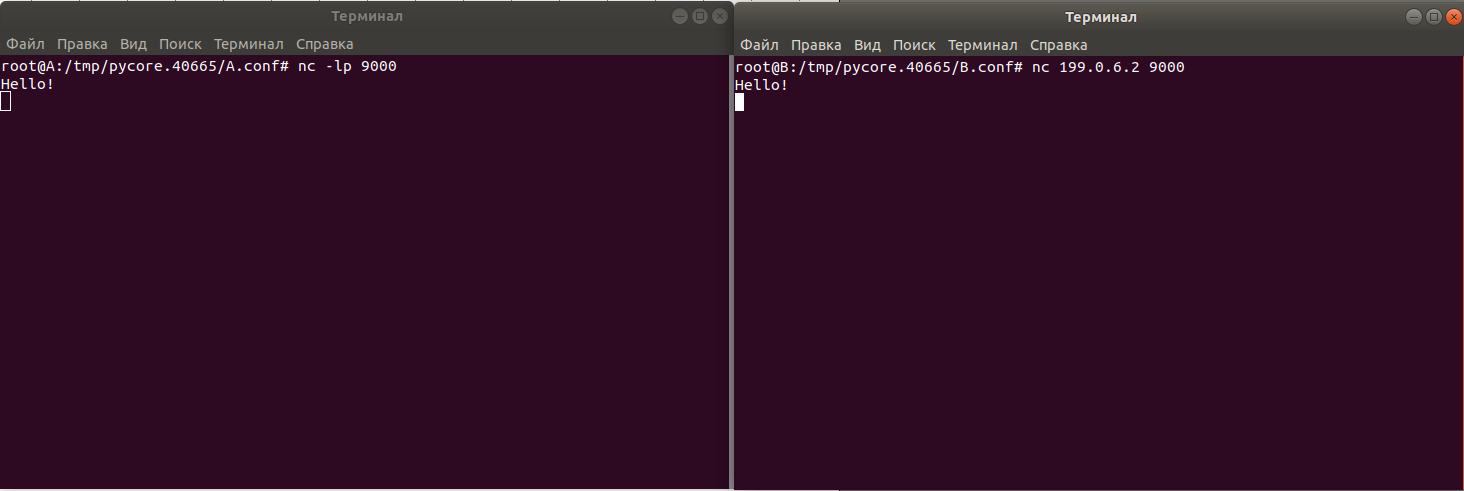 Терминал
Файл Правка Вид Поиск Терминал Справка
root@A:/tmp/pycore.40665/A.conf# nc -lp 9000
Hello!
Терминал
Файл Правка Вид Поиск Терминал Справка
root@B:/tmp/pycore.40665/B.conf# nc 199.0.6.2 9000
Hello!